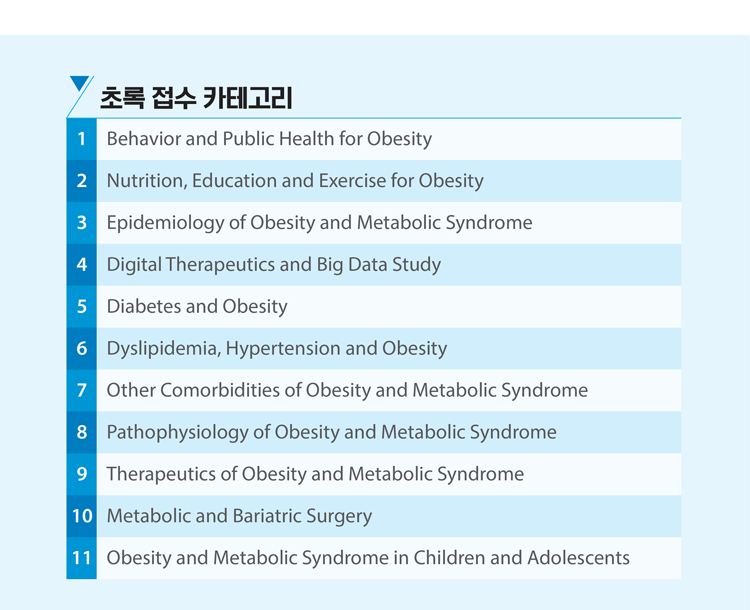 초록 접수 카테고리
1 Behavior and Public Health for Obesity
2 Nutrition, Education and Exercise for Obesity
3 Epidemiology of Obesity and Metabolic Syndrome
4 Digital Therapeutics and Big Data Study
5 Diabetes and Obesity
6 Dyslipidemia, Hypertension and Obesity
7 Other Comorbidities of Obesity and Metabolic Syndrome
8 Pathophysiology of Obesity and Metabolic Syndrome
9 Therapeutics of Obesity and Metabolic Syndrome
10 Metabolic and Bariatric Surgery
11 Obesity and Metabolic Syndrome in Children and Adolescents